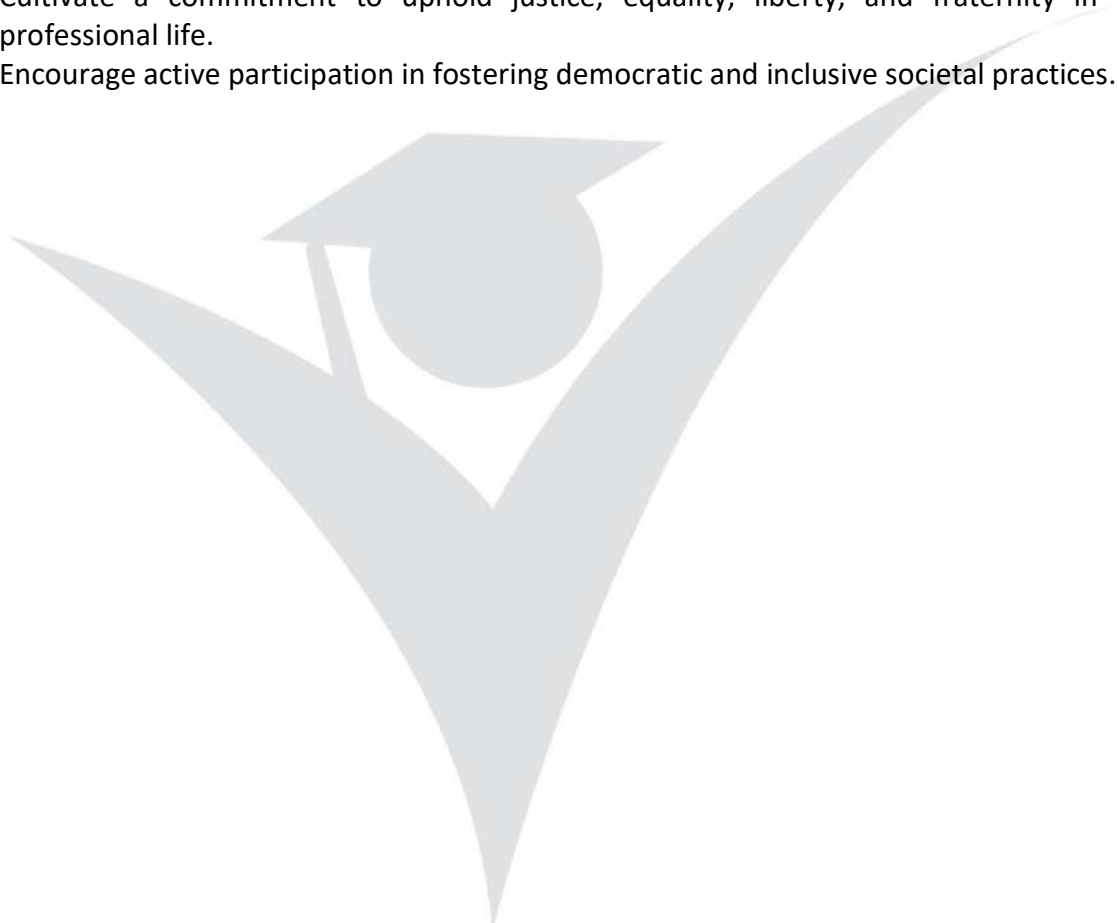 Cultivate a commitment to uphold justice, equality, liberty, and fraternity in
professional life.
Encourage active participation in fostering democratic and inclusive societal practices.